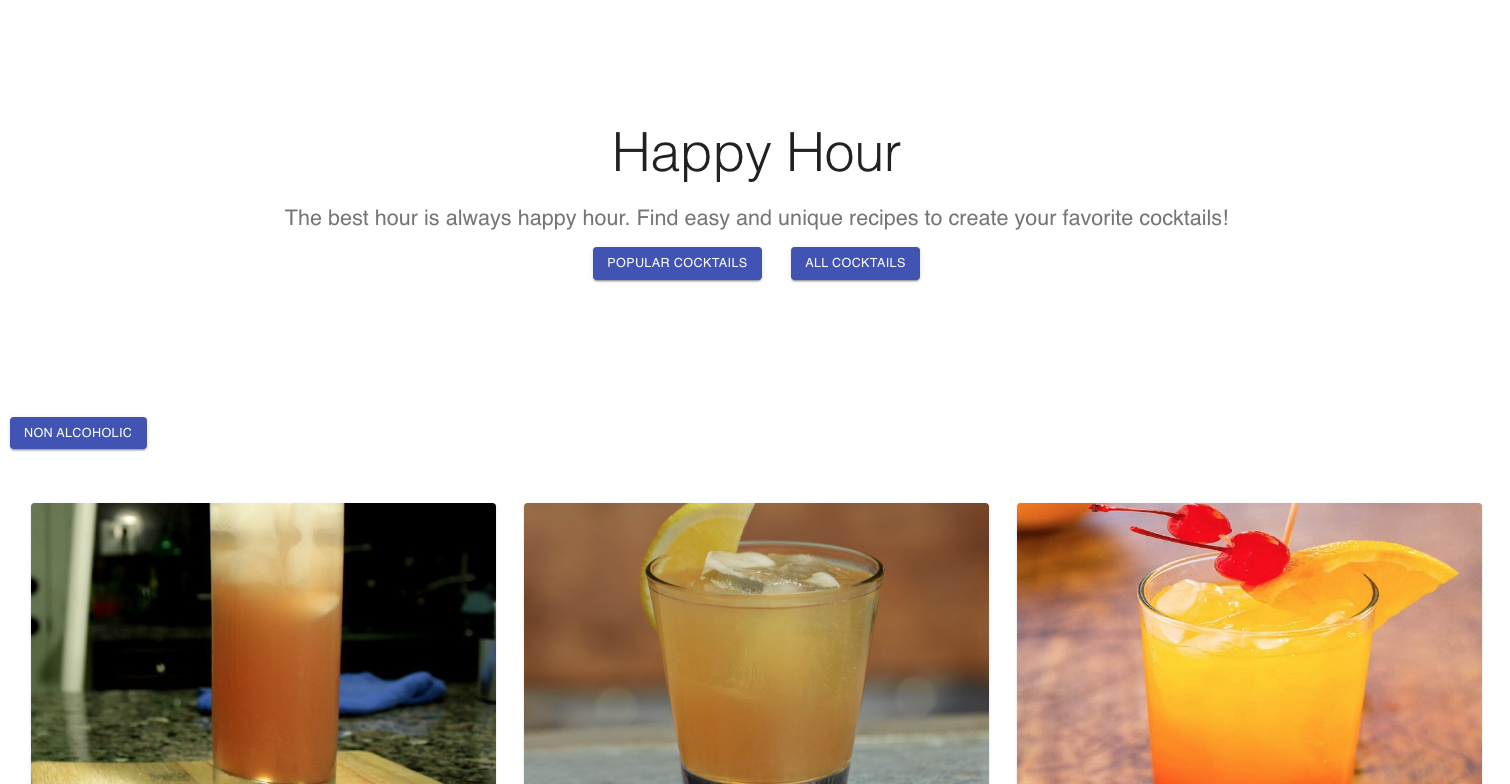 Happy Hour
The best hour is always happy hour. Find easy and unique recipes to create your favorite cocktails!
POPULAR COCKTAILS ALL COCKTAILS
NON ALCOHOLIC